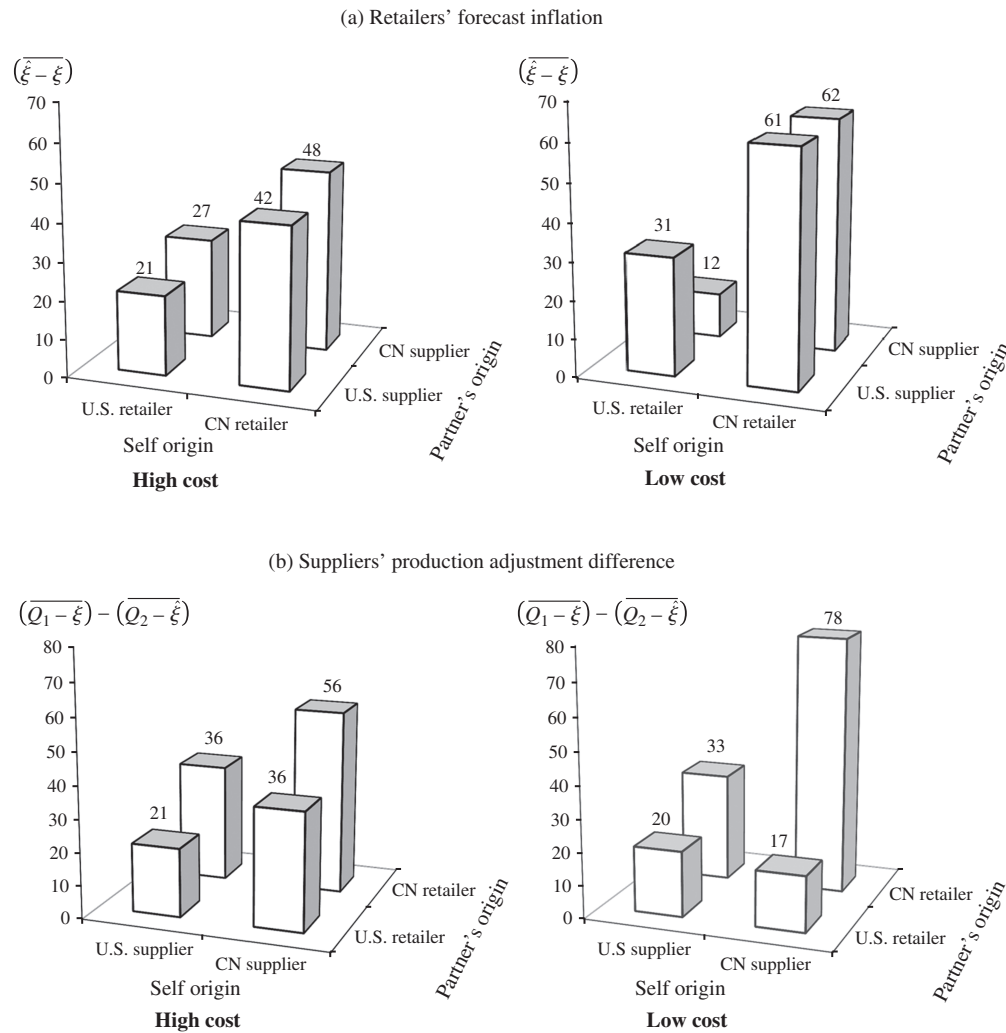 (a) Retailers’ forecast inflation
(ξ̂ – ξ)
70
60
50
40
30
20
10
0
21
27
42
48
U.S. retailer
CN retailer
Self origin
CN supplier
U.S. supplier
Partner’s origin
High cost
(ξ̂ – ξ)
70
60
50
40
30
20
10
0
31
12
61
62
U.S. retailer
CN retailer
Self origin
CN supplier
U.S. supplier
Partner’s origin
Low cost
(b) Suppliers’ production adjustment difference
(Q1 – ξ) – (Q2 – ξ̂)
80
70
60
50
40
30
20
10
0
21
36
36
56
U.S. supplier
CN supplier
Self origin
CN retailer
U.S. retailer
Partner’s origin
High cost
(Q1 – ξ) – (Q2 – ξ̂)
80
70
60
50
40
30
20
10
0
20
33
17
78
U.S. supplier
CN supplier
Self origin
CN retailer
U.S. retailer
Partner’s origin
Low cost